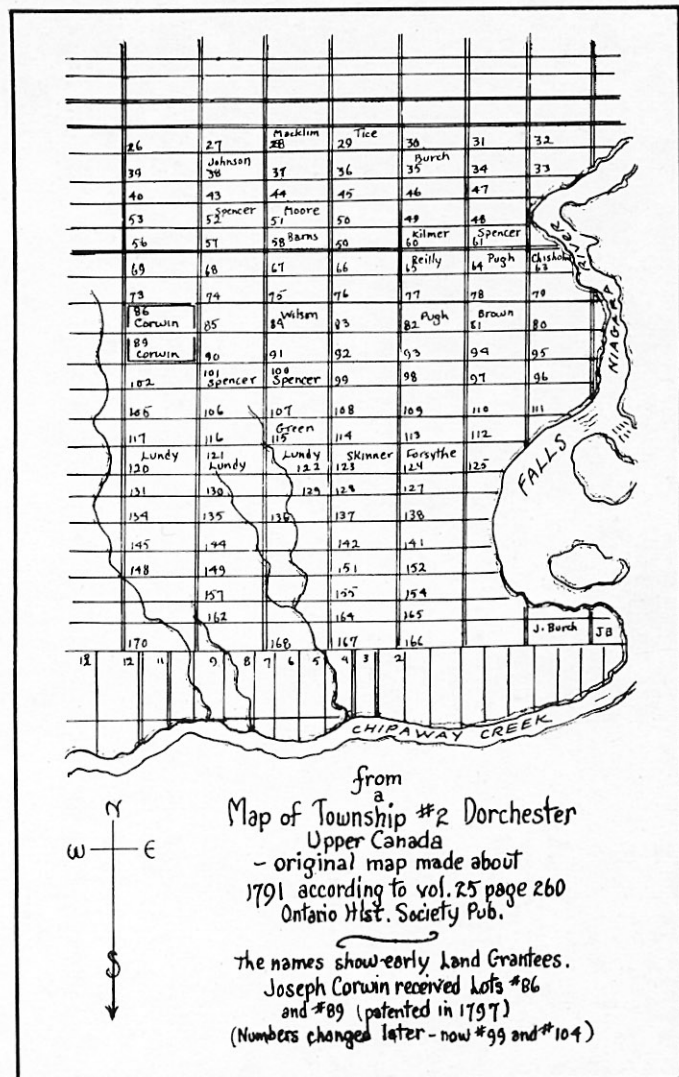 Macklim Tice
26 27 28 29 30 31 32
Johnson Burch
39 38 37 36 35 34 33
40 43 44 45 46 47
Spencer Moore
53 52 51 50 49 48
Barns Kilmer Spencer
56 57 58 59 60 61
Reilly Pugh Chisholm
69 68 67 66 65 64 63
73 74 75 76 77 78 79
86 Wilson Pugh Brown
Corwin 85 84 83 82 81 80
89
Corwin 90 91 92 93 94 95
101 100
102 Spencer Spencer 99 98 97 96
105 106 107 108 109 110 111
Green
117 116 115 114 113 112
Lundy 121 Lundy Skinner Forsythe
120 Lundy 122 123 124 125
131 130 129 128 127
134 135 136 137 138
145 144 142 141
148 149 151 152
157 155 154
162 164 165
170 168 167 166
J. Burch JB
12 12 11 9 8 7 6 5 4 3 2
NIAGARA RIVER
FALLS
CHIPAWAY CREEK
from
a
Map of Township #2 Dorchester
Upper Canada
- original map made about
1791 according to vol. 25 page 260
Ontario Hist. Society Pub.
N
W E
S
The names show early Land Grantees.
Joseph Corwin received Lots #86
and #89 (patented in 1797)
(Numbers changed later - now #99 and #104)